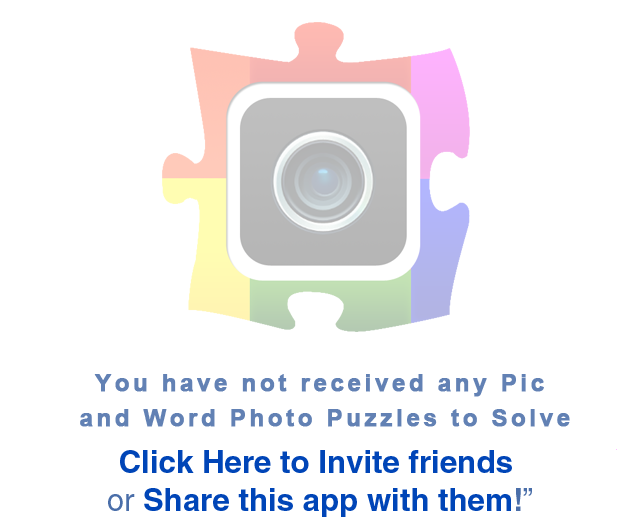 You have not received any Pic
and Word Photo Puzzles to Solve
Click Here to Invite friends
or Share this app with them!”